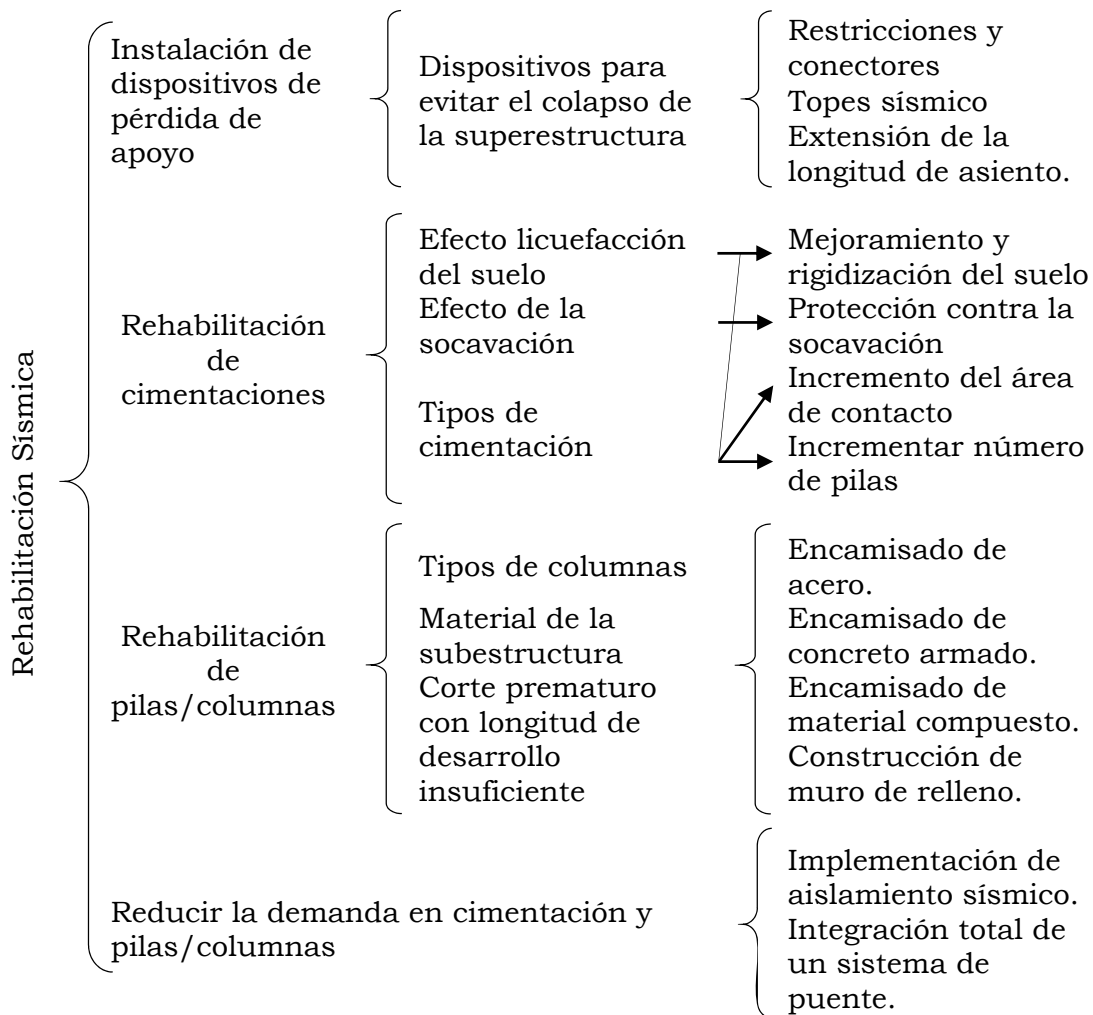 Rehabilitación Sísmica
Instalación de
dispositivos de
pérdida de
apoyo
Dispositivos para
evitar el colapso de
la superestructura
Restricciones y
conectores
Topes sísmico
Extensión de la
longitud de asiento.
Rehabilitación
de
cimentaciones
Efecto licuefacción
del suelo
Efecto de la
socavación
Tipos de
cimentación
Mejoramiento y
rigidización del suelo
Protección contra la
socavación
Incremento del área
de contacto
Incrementar número
de pilas
Rehabilitación
de
pilas/columnas
Tipos de columnas
Material de la
subestructura
Corte prematuro
con longitud de
desarrollo
insuficiente
Encamisado de
acero.
Encamisado de
concreto armado.
Encamisado de
material compuesto.
Construcción de
muro de relleno.
Reducir la demanda en cimentación y
pilas/columnas
Implementación de
aislamiento sísmico.
Integración total de
un sistema de
puente.